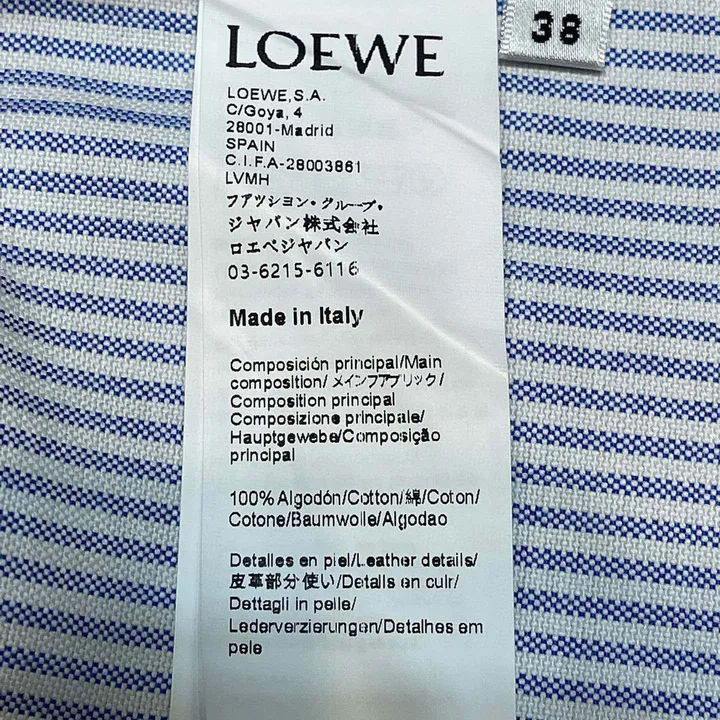 LOEWE
38
LOEWE,S.A.
C/Goya, 4
28001-Madrid
SPAIN
C.I.F.A-28003861
LVMH
フアツシヨン・グループ・
ジャパン株式会社
ロエベジャパン
03-6215-6116
Made in Italy
Composición principal/Main
composition/メインファブリック/
Composition principal
Composizione principale/
Hauptgewebe/Composição
principal
100% Algodón/Cotton/綿/Coton/
Cotone/Baumwolle/Algodao
Detalles en piel/Leather details/
皮革部分使い/Details en cuir/
Dettagli in pelle/
Lederverzierungen/Detalhes em
pele